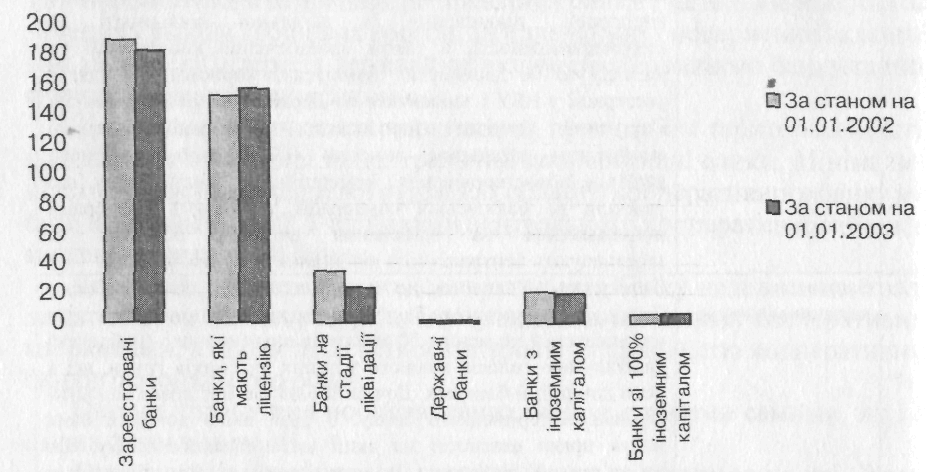 200
180
160
140
120
100
80
60
40
20
0
За станом на
01.01.2002
За станом на
01.01.2003
Зареєстровані
банки
Банки, які
мають
ліцензію
Банки на
стадії
ліквідації
Державні
банки
Банки з
іноземним
капіталом
Банки зі 100%
іноземним
капіталом